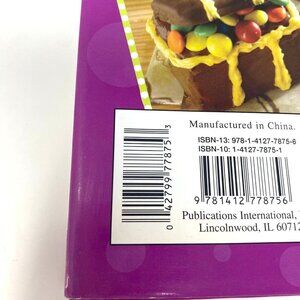 Manufactured in China.
ISBN-13: 978-1-4127-7875-6
ISBN-10: 1-4127-7875-1
0 42799 77875 3
9 781412 778756
Publications International,
Lincolnwood, IL 60712